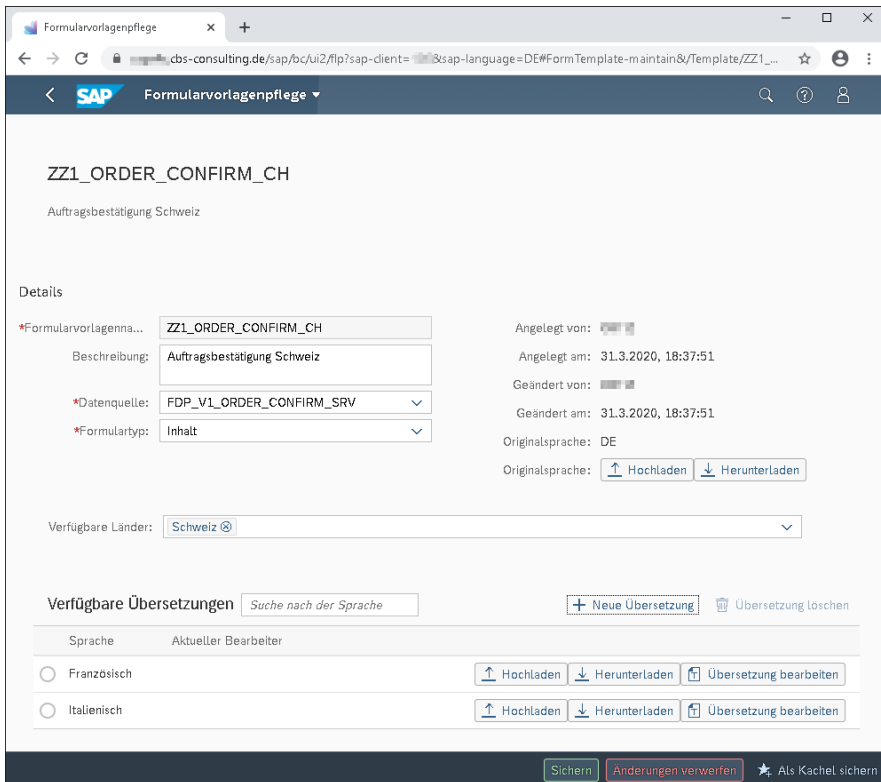 Formularvorlagenpflege
cbs-consulting.de/sap/bc/ui2/flp?sap-client= &sap-language=DE#FormTemplate-maintain&/Template/ZZ1_...
SAP Formularvorlagenpflege
ZZ1_ORDER_CONFIRM_CH
Auftragsbestätigung Schweiz
Details
*Formularvorlagenna... ZZ1_ORDER_CONFIRM_CH
Angelegt von:
Beschreibung: Auftragsbestätigung Schweiz
Angelegt am: 31.3.2020, 18:37:51
Geändert von:
*Datenquelle: FDP_V1_ORDER_CONFIRM_SRV
Geändert am: 31.3.2020, 18:37:51
*Formulartyp: Inhalt
Originalsprache: DE
Originalsprache: Hochladen Herunterladen
Verfügbare Länder: Schweiz
Verfügbare Übersetzungen Suche nach der Sprache + Neue Übersetzung Übersetzung löschen
Sprache Aktueller Bearbeiter
Französisch Hochladen Herunterladen Übersetzung bearbeiten
Italienisch Hochladen Herunterladen Übersetzung bearbeiten
Sichern Änderungen verwerfen Als Kachel sichern